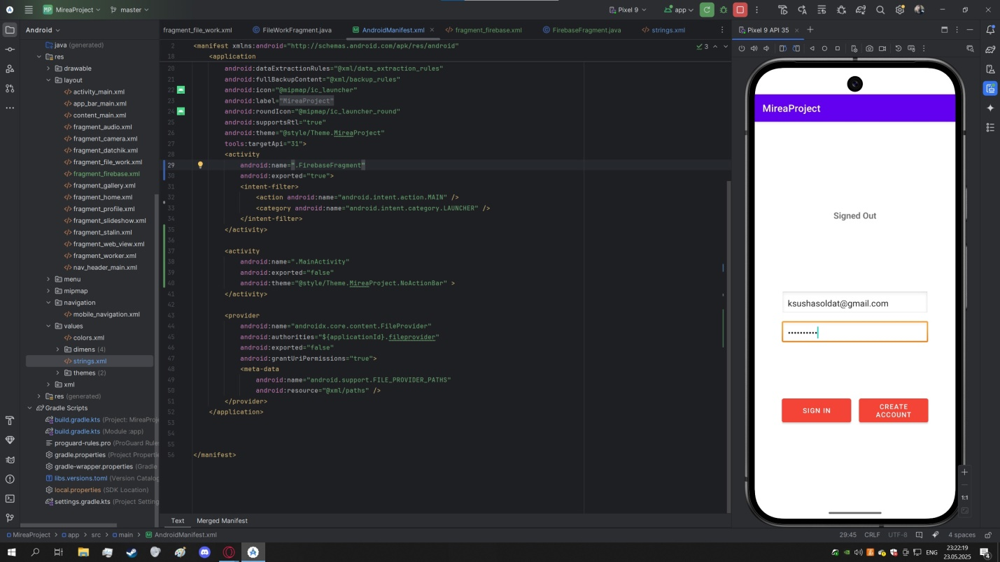 MP MireaProject
master
Pixel 9
app
Android
fragment_file_work.xml
FileWorkFragment.java
AndroidManifest.xml
fragment_firebase.xml
FirebaseFragment.java
strings.xml
Pixel 9 API 35
java (generated)
res
drawable
layout
activity_main.xml
app_bar_main.xml
content_main.xml
fragment_audio.xml
fragment_camera.xml
fragment_datchik.xml
fragment_file_work.xml
fragment_firebase.xml
fragment_gallery.xml
fragment_home.xml
fragment_profile.xml
fragment_slideshow.xml
fragment_stalin.xml
fragment_web_view.xml
fragment_worker.xml
nav_header_main.xml
menu
mipmap
navigation
mobile_navigation.xml
values
colors.xml
dimens (4)
strings.xml
themes (2)
xml
res (generated)
Gradle Scripts
build.gradle.kts (Project: MireaProj
build.gradle.kts (Module :app)
proguard-rules.pro (ProGuard Rule
gradle.properties (Project Properti
gradle-wrapper.properties (Gradle
libs.versions.toml (Version Catalog
local.properties (SDK Location)
settings.gradle.kts (Project Setting
3
2 <manifest xmlns:android="http://schemas.android.com/apk/res/android"
18 <application
20 android:dataExtractionRules="@xml/data_extraction_rules"
21 android:fullBackupContent="@xml/backup_rules"
22 android:icon="@mipmap/ic_launcher"
23 android:label="MireaProject"
24 android:roundIcon="@mipmap/ic_launcher_round"
25 android:supportsRtl="true"
26 android:theme="@style/Theme.MireaProject"
27 tools:targetApi="31">
28 <activity
29 android:name=".FirebaseFragment"
30 android:exported="true">
31 <intent-filter>
32 <action android:name="android.intent.action.MAIN" />
33 <category android:name="android.intent.category.LAUNCHER" />
34 </intent-filter>
35 </activity>
36
37 <activity
38 android:name=".MainActivity"
39 android:exported="false"
40 android:theme="@style/Theme.MireaProject.NoActionBar" >
41 </activity>
42
43 <provider
44 android:name="androidx.core.content.FileProvider"
45 android:authorities="${applicationId}.fileprovider"
46 android:exported="false"
47 android:grantUriPermissions="true">
48 <meta-data
49 android:name="android.support.FILE_PROVIDER_PATHS"
50 android:resource="@xml/paths" />
51 </provider>
52 </application>
53
54
55
56 </manifest>
Text
Merged Manifest
MireaProject
Signed Out
ksushasoldat@gmail.com
••••••••••
SIGN IN
CREATE
ACCOUNT
1:1
MireaProject > app > src > main > AndroidManifest.xml
29:45 CRLF UTF-8 4 spaces
ENG
23:22:19
23.05.2025
4